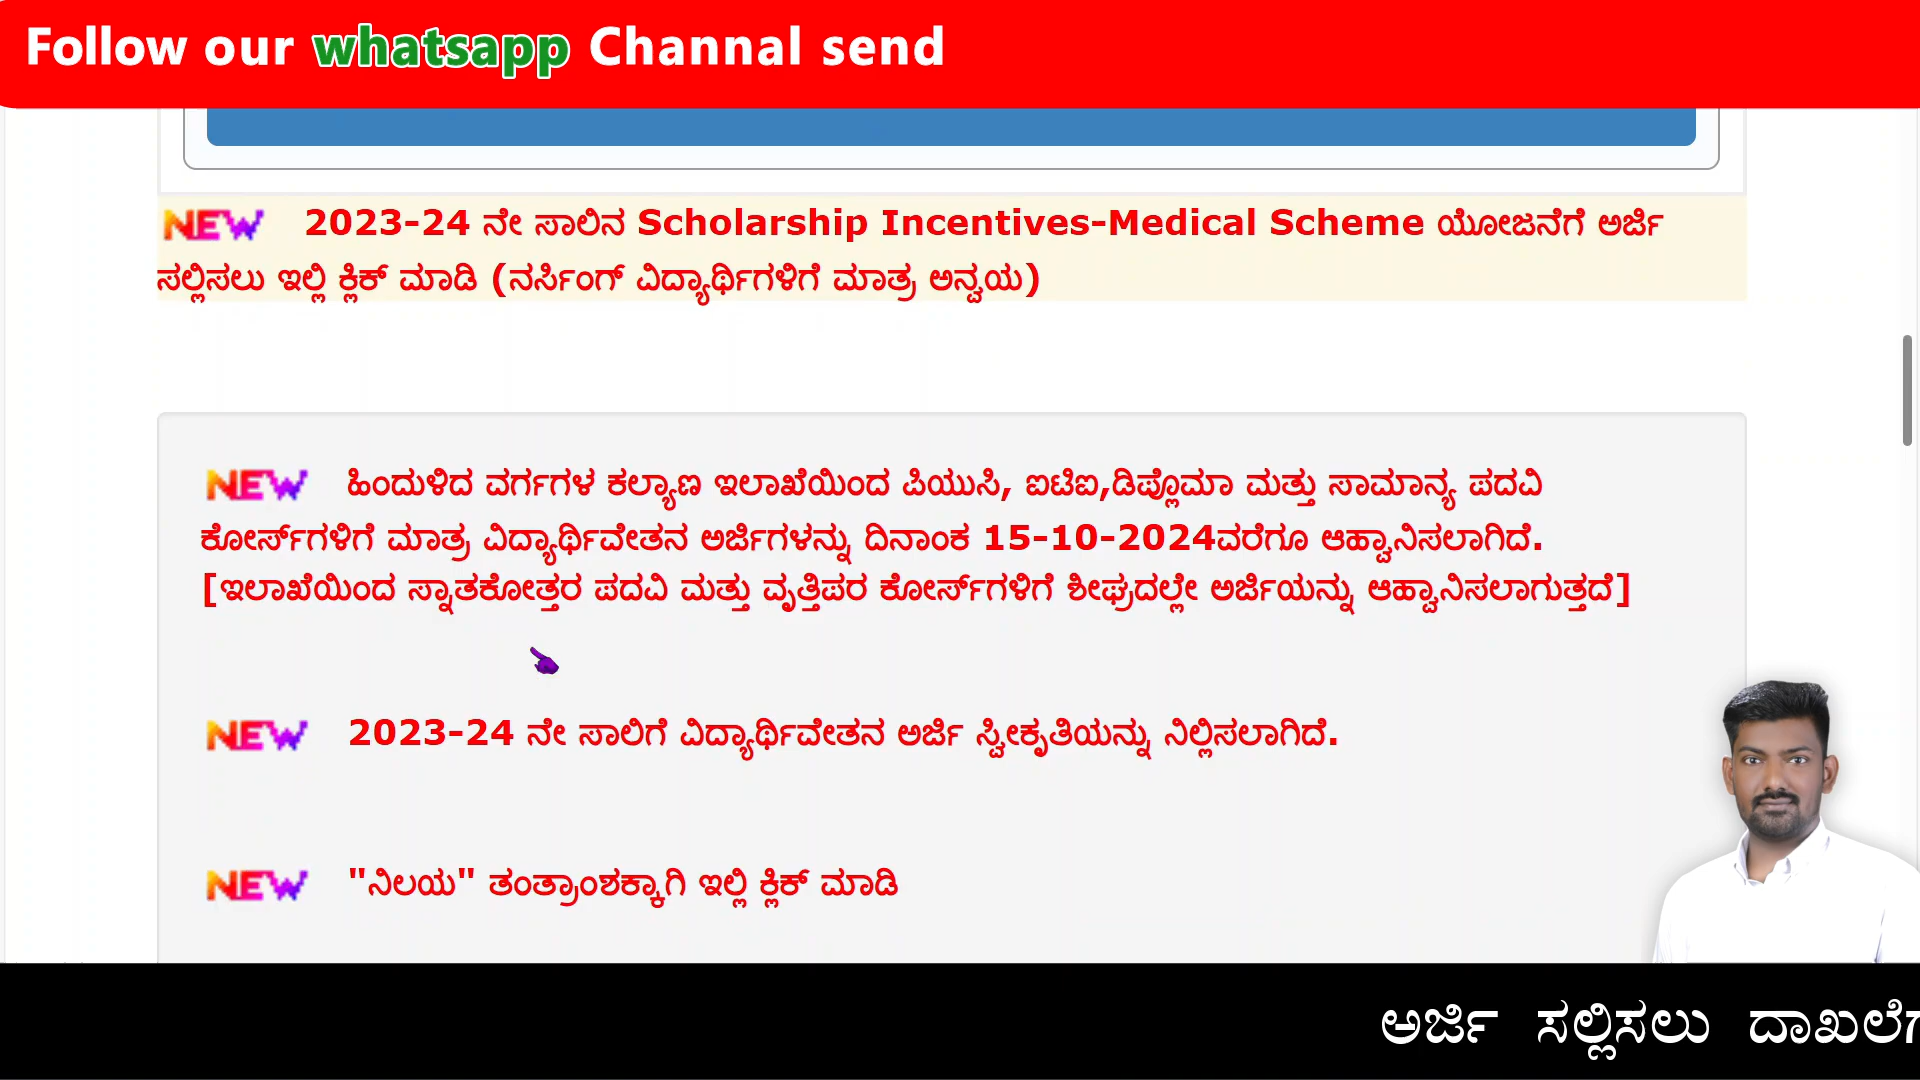 Follow our whatsapp Channal send
NEW 2023-24 ನೇ ಸಾಲಿನ Scholarship Incentives-Medical Scheme ಯೋಜನೆಗೆ ಅರ್ಜಿ
ಸಲ್ಲಿಸಲು ಇಲ್ಲಿ ಕ್ಲಿಕ್ ಮಾಡಿ (ನರ್ಸಿಂಗ್ ವಿದ್ಯಾರ್ಥಿಗಳಿಗೆ ಮಾತ್ರ ಅನ್ವಯ)
NEW ಹಿಂದುಳಿದ ವರ್ಗಗಳ ಕಲ್ಯಾಣ ಇಲಾಖೆಯಿಂದ ಪಿಯುಸಿ, ಐಟಿಐ,ಡಿಪ್ಲೊಮಾ ಮತ್ತು ಸಾಮಾನ್ಯ ಪದವಿ
ಕೋರ್ಸ್‌ಗಳಿಗೆ ಮಾತ್ರ ವಿದ್ಯಾರ್ಥಿವೇತನ ಅರ್ಜಿಗಳನ್ನು ದಿನಾಂಕ 15-10-2024ವರೆಗೂ ಆಹ್ವಾನಿಸಲಾಗಿದೆ.
[ಇಲಾಖೆಯಿಂದ ಸ್ನಾತಕೋತ್ತರ ಪದವಿ ಮತ್ತು ವೃತ್ತಿಪರ ಕೋರ್ಸ್‌ಗಳಿಗೆ ಶೀಘ್ರದಲ್ಲೇ ಅರ್ಜಿಯನ್ನು ಆಹ್ವಾನಿಸಲಾಗುತ್ತದೆ]
NEW 2023-24 ನೇ ಸಾಲಿಗೆ ವಿದ್ಯಾರ್ಥಿವೇತನ ಅರ್ಜಿ ಸ್ವೀಕೃತಿಯನ್ನು ನಿಲ್ಲಿಸಲಾಗಿದೆ.
NEW "ನಿಲಯ" ತಂತ್ರಾಂಶಕ್ಕಾಗಿ ಇಲ್ಲಿ ಕ್ಲಿಕ್ ಮಾಡಿ
ಅರ್ಜಿ ಸಲ್ಲಿಸಲು